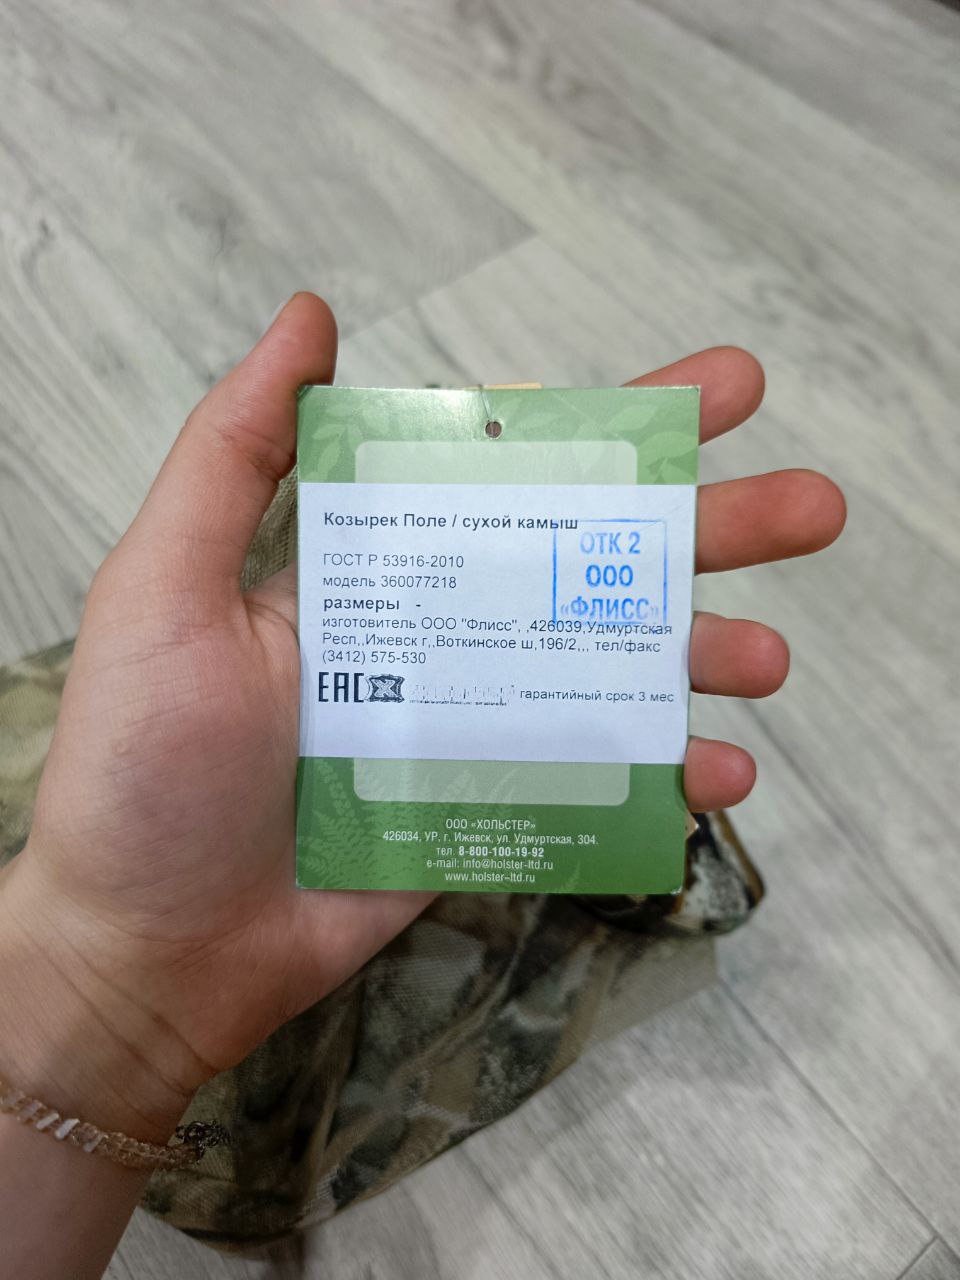 Козырек Поле / сухой камыш
ОТК 2
ООО
«ФЛИСС»
ГОСТ Р 53916-2010
модель 360077218
размеры -
изготовитель ООО "Флисс", ,426039,Удмуртская
Респ,,Ижевск г,,Воткинское ш,196/2,,, тел/факс
(3412) 575-530
ЕАС гарантийный срок 3 мес
ООО «ХОЛЬСТЕР»
426034, УР. г. Ижевск, ул. Удмуртская, 304.
тел. 8-800-100-19-92
e-mail: info@holster-ltd.ru
www.holster-ltd.ru